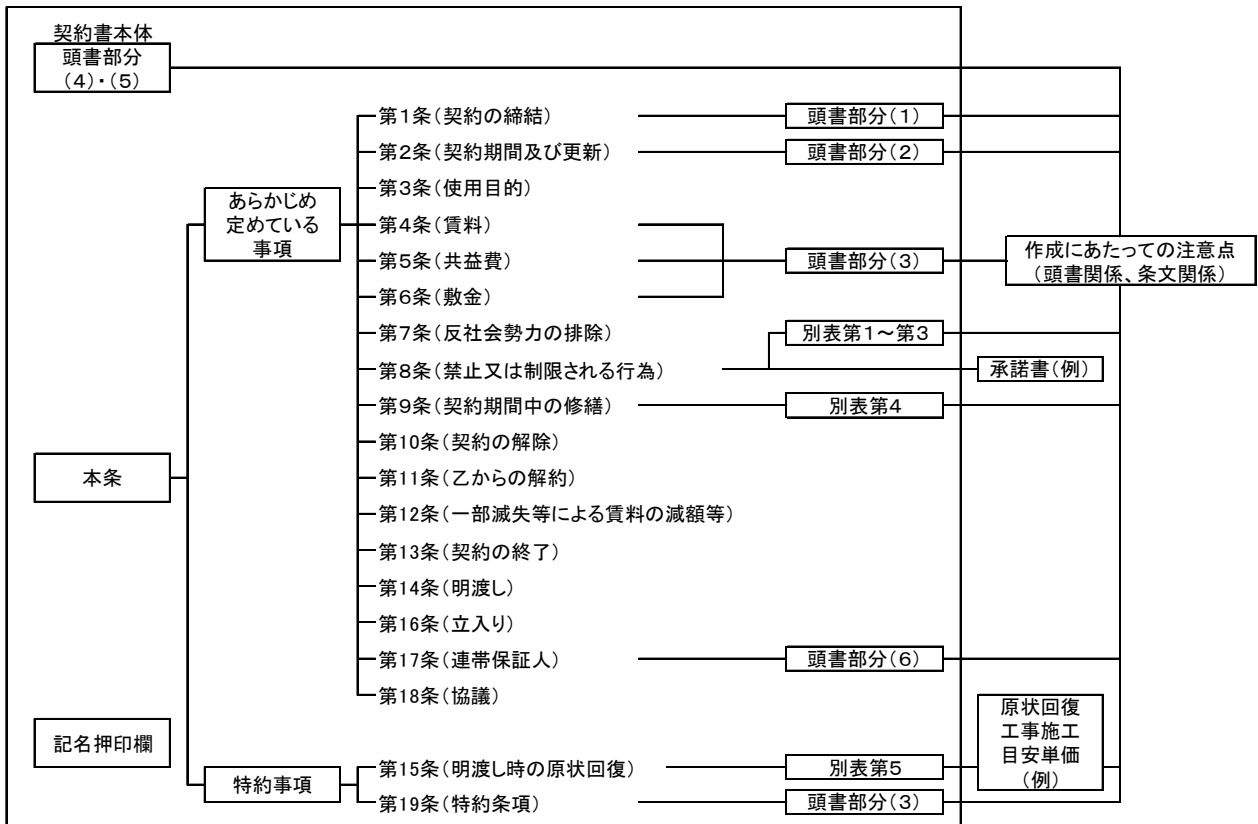 契約書本体
頭書部分
(4)・(5)
第1条(契約の締結)
頭書部分(1)
第2条(契約期間及び更新)
頭書部分(2)
第3条(使用目的)
あらかじめ
定めている
事項
第4条(賃料)
第5条(共益費)
頭書部分(3)
作成にあたっての注意点
(頭書関係、条文関係)
第6条(敷金)
第7条(反社会勢力の排除)
別表第1~第3
第8条(禁止又は制限される行為)
承諾書(例)
第9条(契約期間中の修繕)
別表第4
第10条(契約の解除)
本条
第11条(乙からの解約)
第12条(一部滅失等による賃料の減額等)
第13条(契約の終了)
第14条(明渡し)
第16条(立入り)
第17条(連帯保証人)
頭書部分(6)
第18条(協議)
記名押印欄
特約事項
第15条(明渡し時の原状回復)
別表第5
原状回復
工事施工
目安単価
(例)
第19条(特約条項)
頭書部分(3)